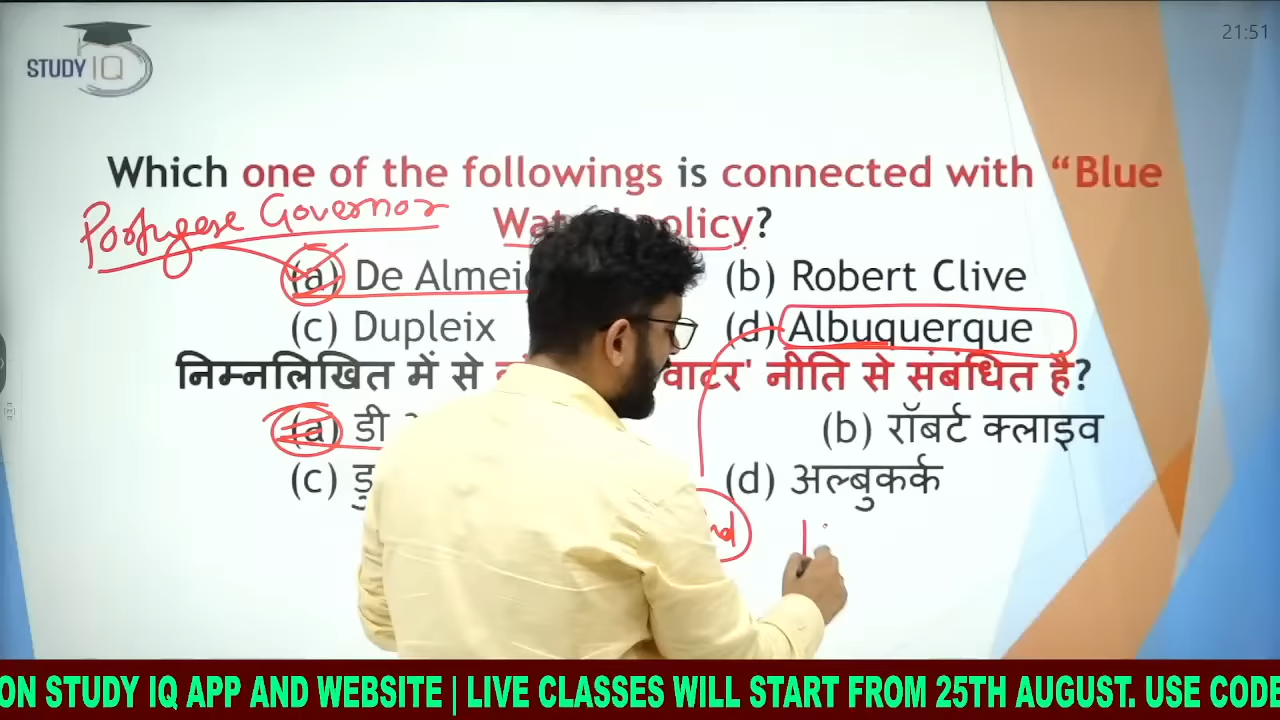 STUDY IQ
21:51
Which one of the followings is connected with “Blue
policy?
Portugese Governor
(a) De Almei
(b) Robert Clive
(c) Dupleix
(d) Albuquerque
निम्नलिखित में से
वाटर' नीति से संबंधित है?
(a) डी
(b) रॉबर्ट क्लाइव
(c)
(d) अल्बुकर्क
ON STUDY IQ APP AND WEBSITE | LIVE CLASSES WILL START FROM 25TH AUGUST. USE CODE